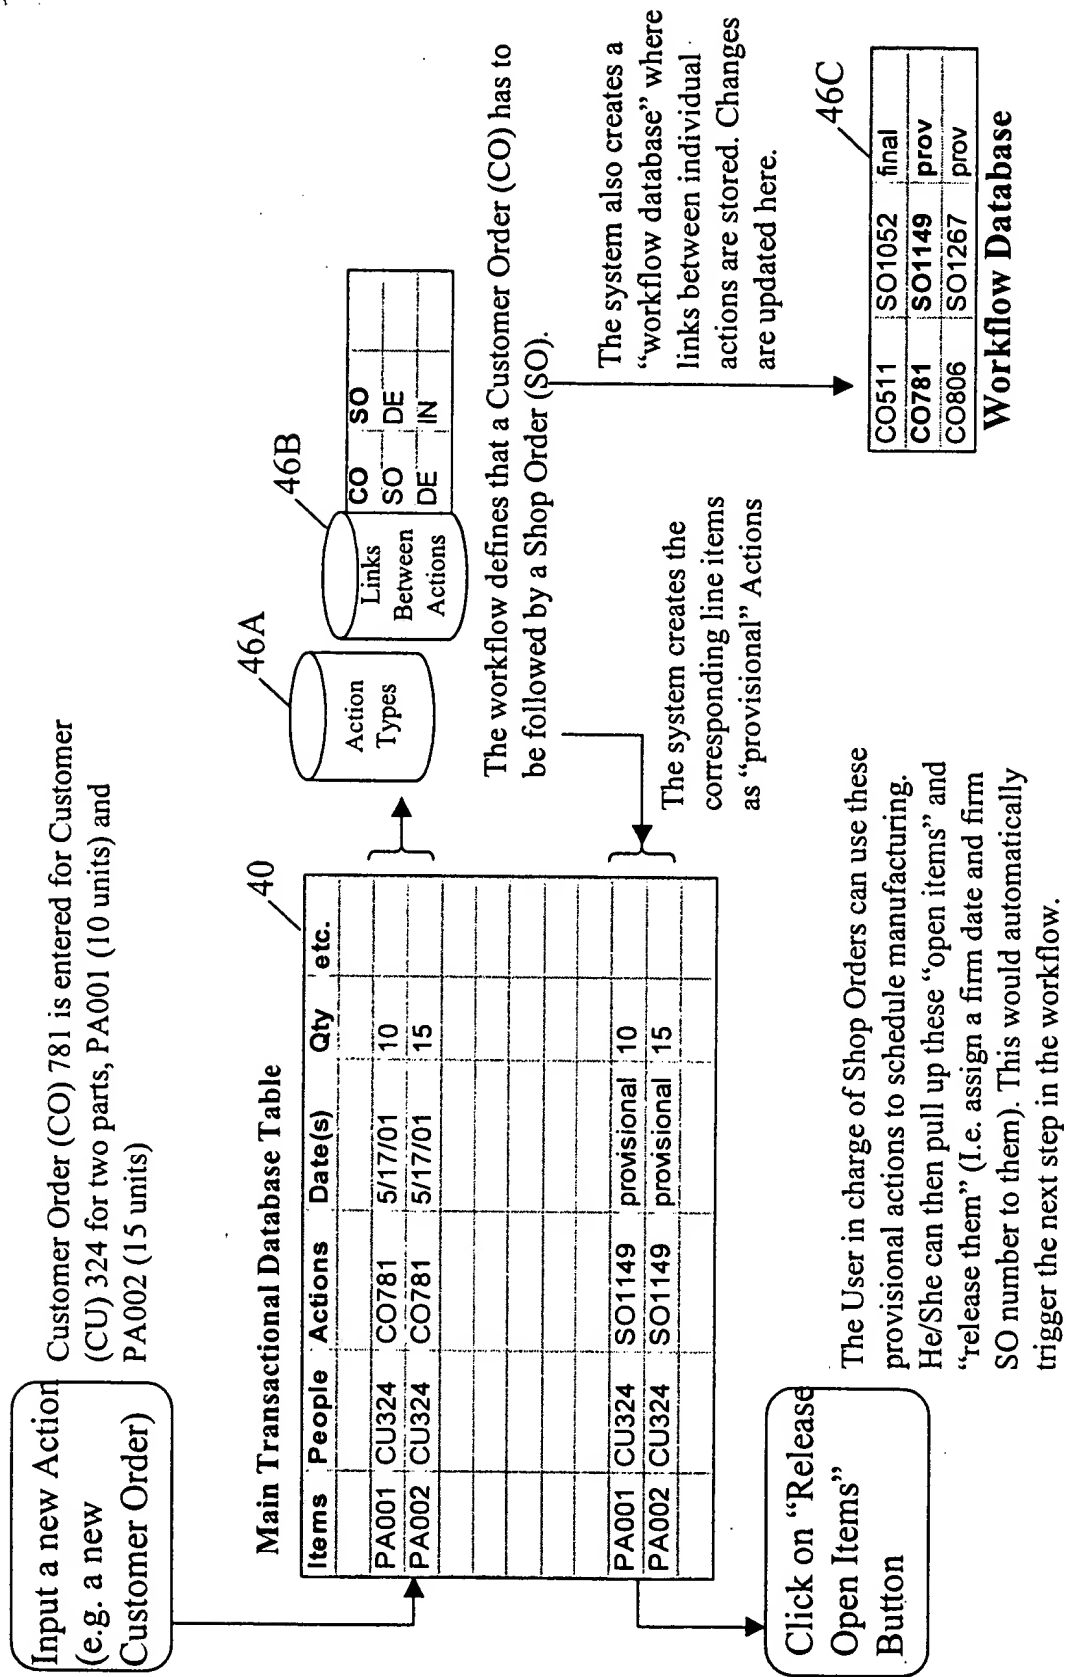 Input a new Action
(e.g. a new
Customer Order)
Customer Order (CO) 781 is entered for Customer
(CU) 324 for two parts, PA001 (10 units) and
PA002 (15 units)
Main Transactional Database Table
40
Items People Actions Date(s) Qty etc.
PA001 CU324 CO781 5/17/01 10
PA002 CU324 CO781 5/17/01 15
PA001 CU324 SO1149 provisional 10
PA002 CU324 SO1149 provisional 15
46A
Action
Types
46B
Links
Between
Actions
CO SO
SO DE
DE IN
The workflow defines that a Customer Order (CO) has to
be followed by a Shop Order (SO).
The system creates the
corresponding line items
as “provisional” Actions
The system also creates a
“workflow database” where
links between individual
actions are stored. Changes
are updated here.
46C
CO511 SO1052 final
CO781 SO1149 prov
CO806 SO1267 prov
Workflow Database
Click on “Release
Open Items”
Button
The User in charge of Shop Orders can use these
provisional actions to schedule manufacturing.
He/She can then pull up these “open items” and
“release them” (I.e. assign a firm date and firm
SO number to them). This would automatically
trigger the next step in the workflow.